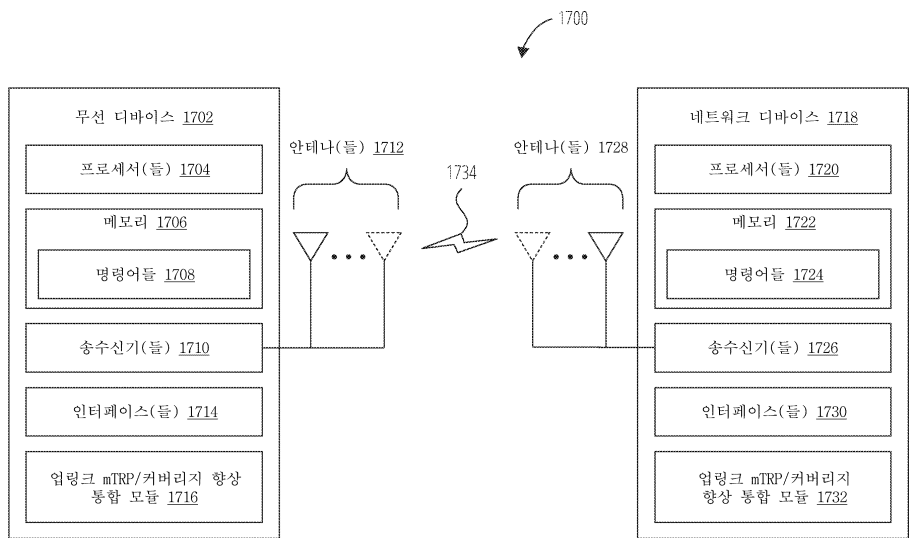 1700
무선 디바이스 1702
프로세서(들) 1704
메모리 1706
명령어들 1708
송수신기(들) 1710
인터페이스(들) 1714
업링크 mTRP/커버리지 향상
통합 모듈 1716
안테나(들) 1712
1734
안테나(들) 1728
네트워크 디바이스 1718
프로세서(들) 1720
메모리 1722
명령어들 1724
송수신기(들) 1726
인터페이스(들) 1730
업링크 mTRP/커버리지
향상 통합 모듈 1732